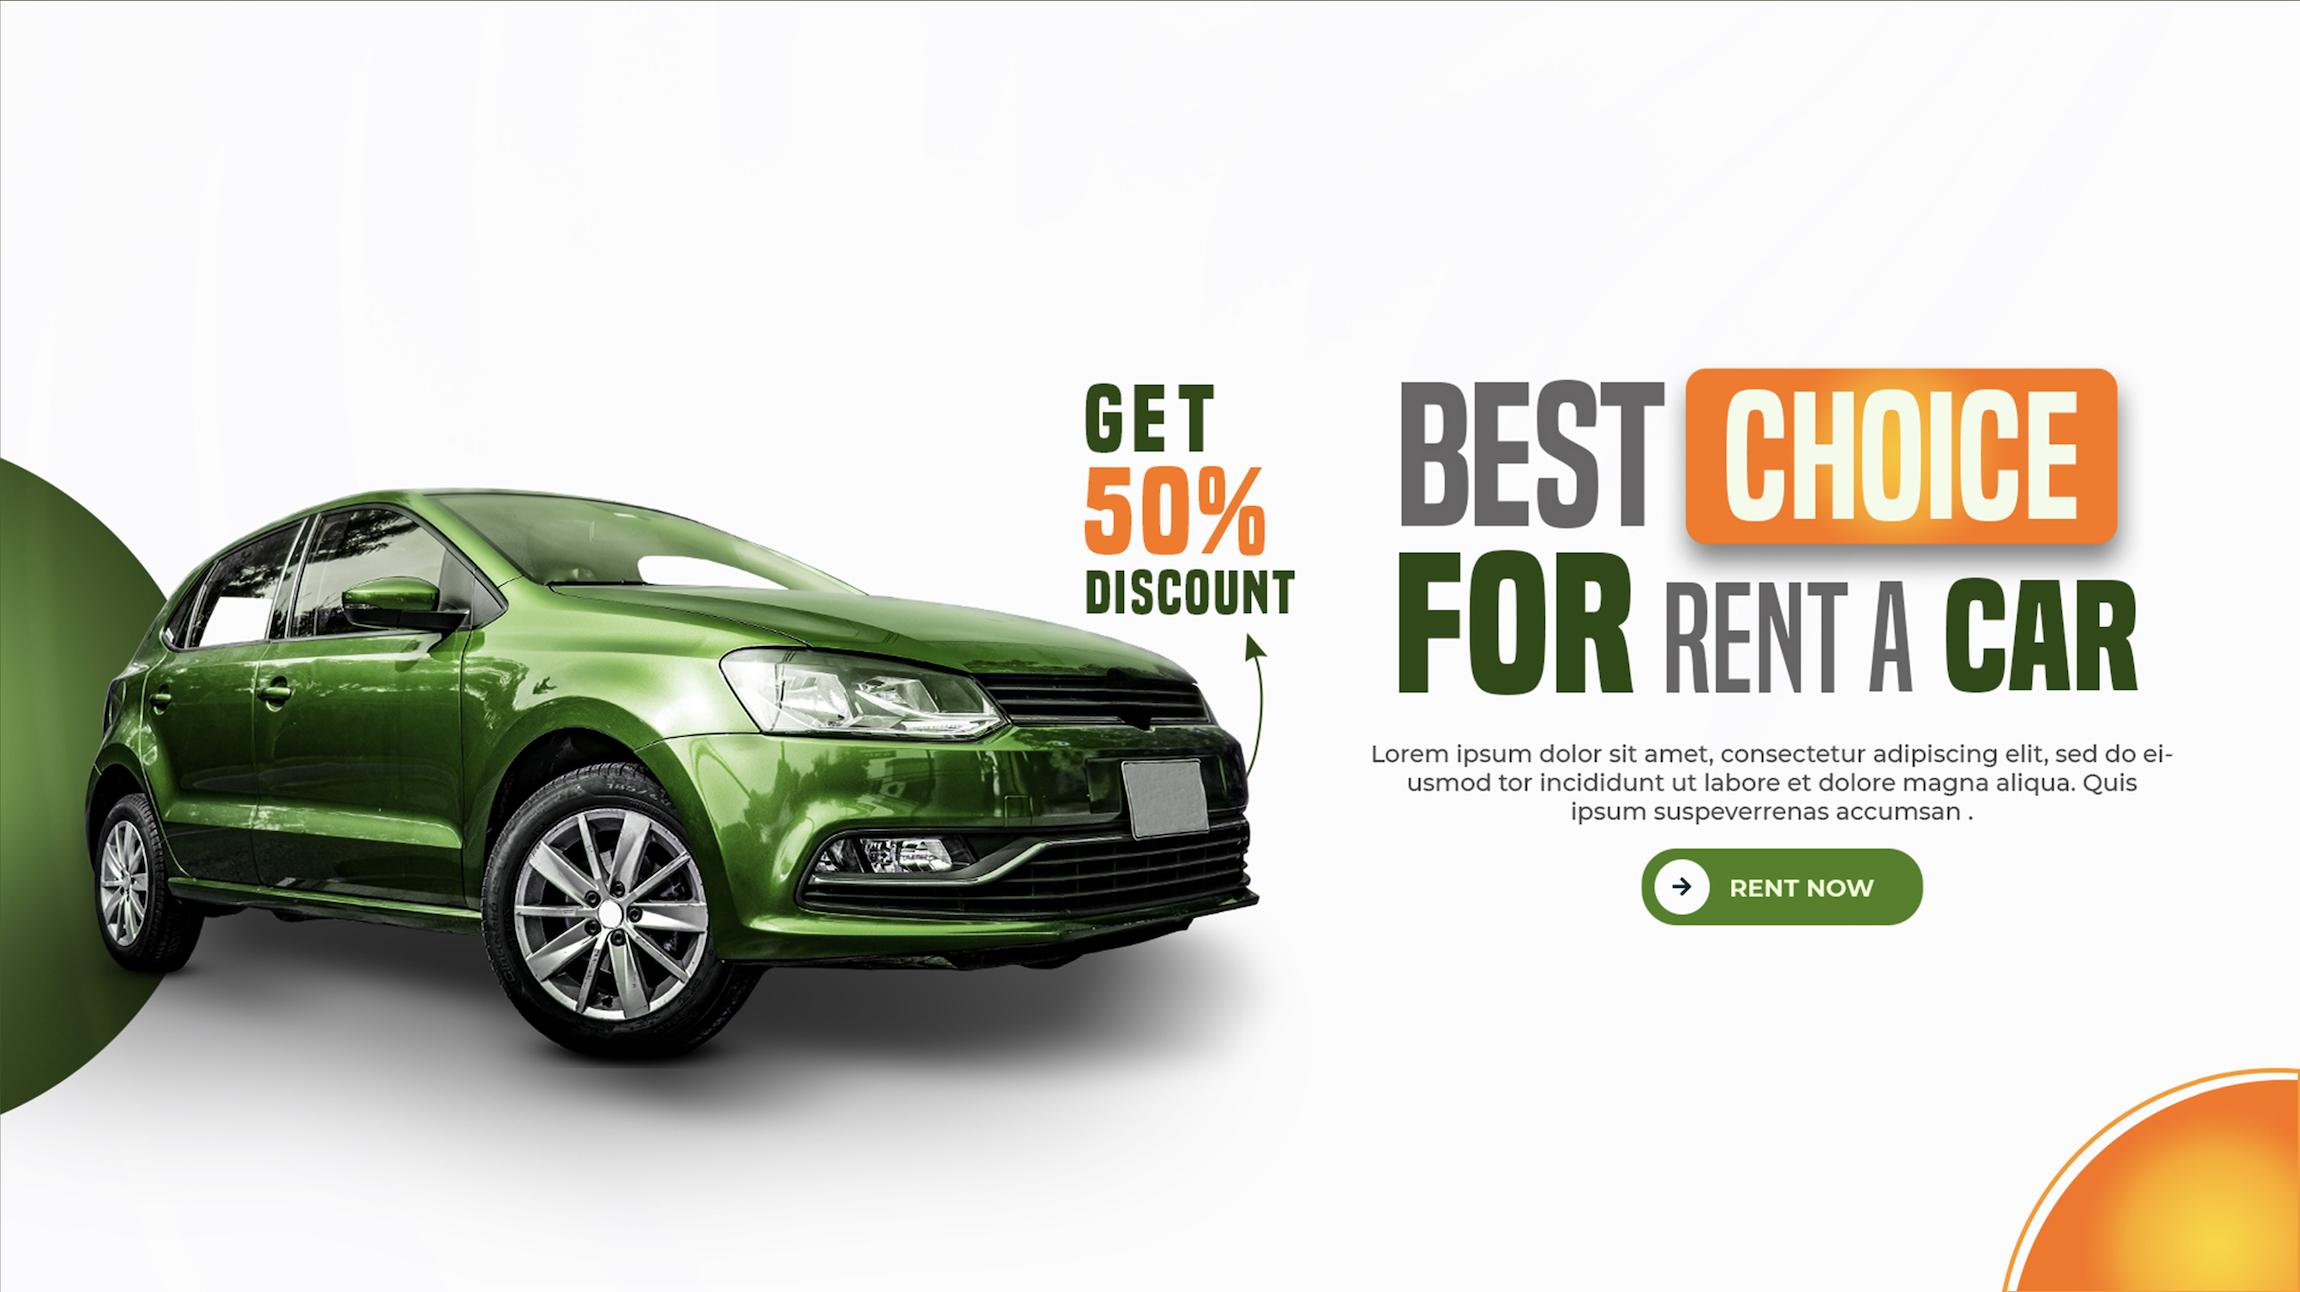 GET
50%
DISCOUNT
BEST CHOICE
FOR RENT A CAR
Lorem ipsum dolor sit amet, consectetur adipiscing elit, sed do ei-
usmod tor incididunt ut labore et dolore magna aliqua. Quis
ipsum suspeverrenas accumsan .
RENT NOW